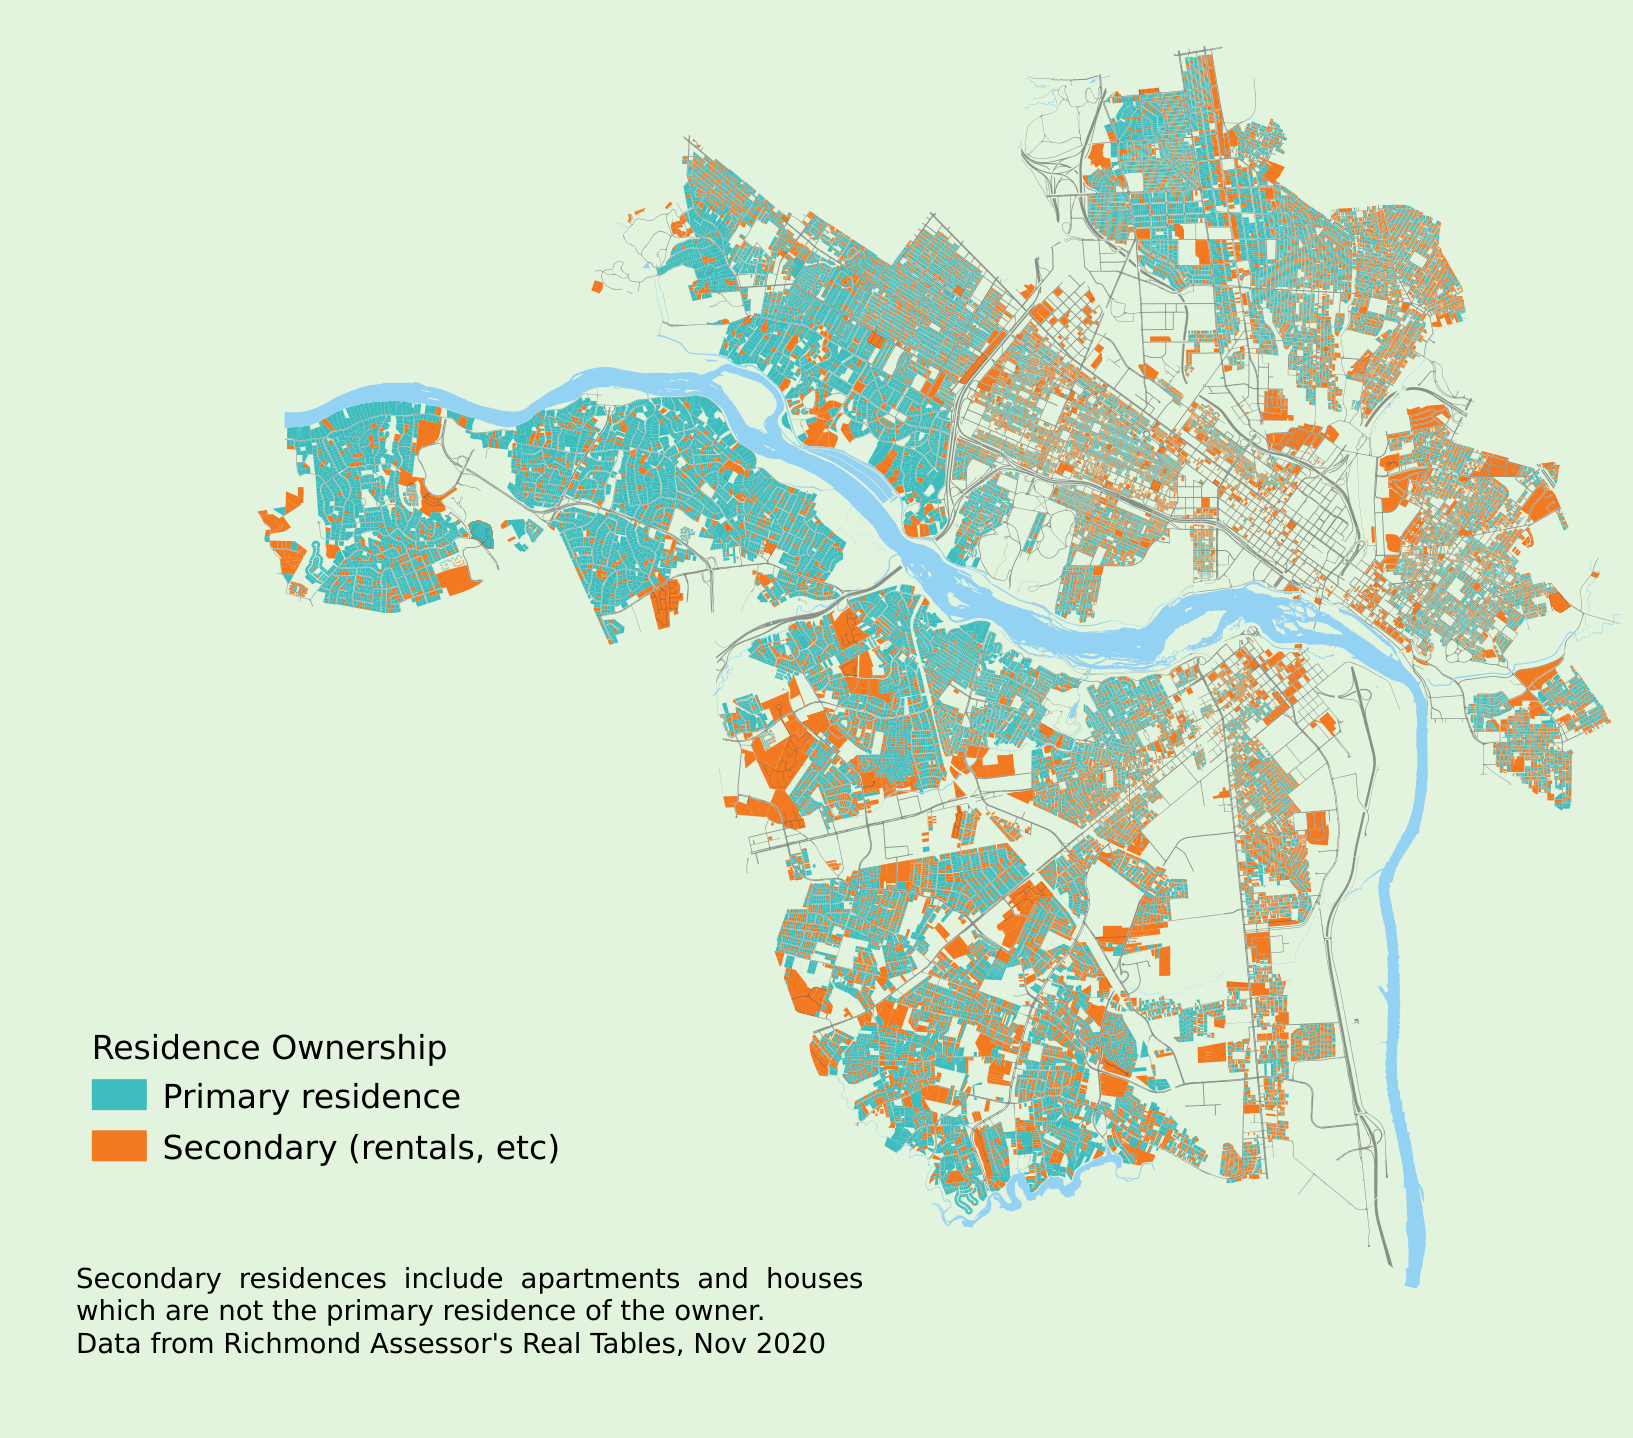 Residence Ownership
Primary residence
Secondary (rentals, etc)
Secondary residences include apartments and houses
which are not the primary residence of the owner.
Data from Richmond Assessor's Real Tables, Nov 2020